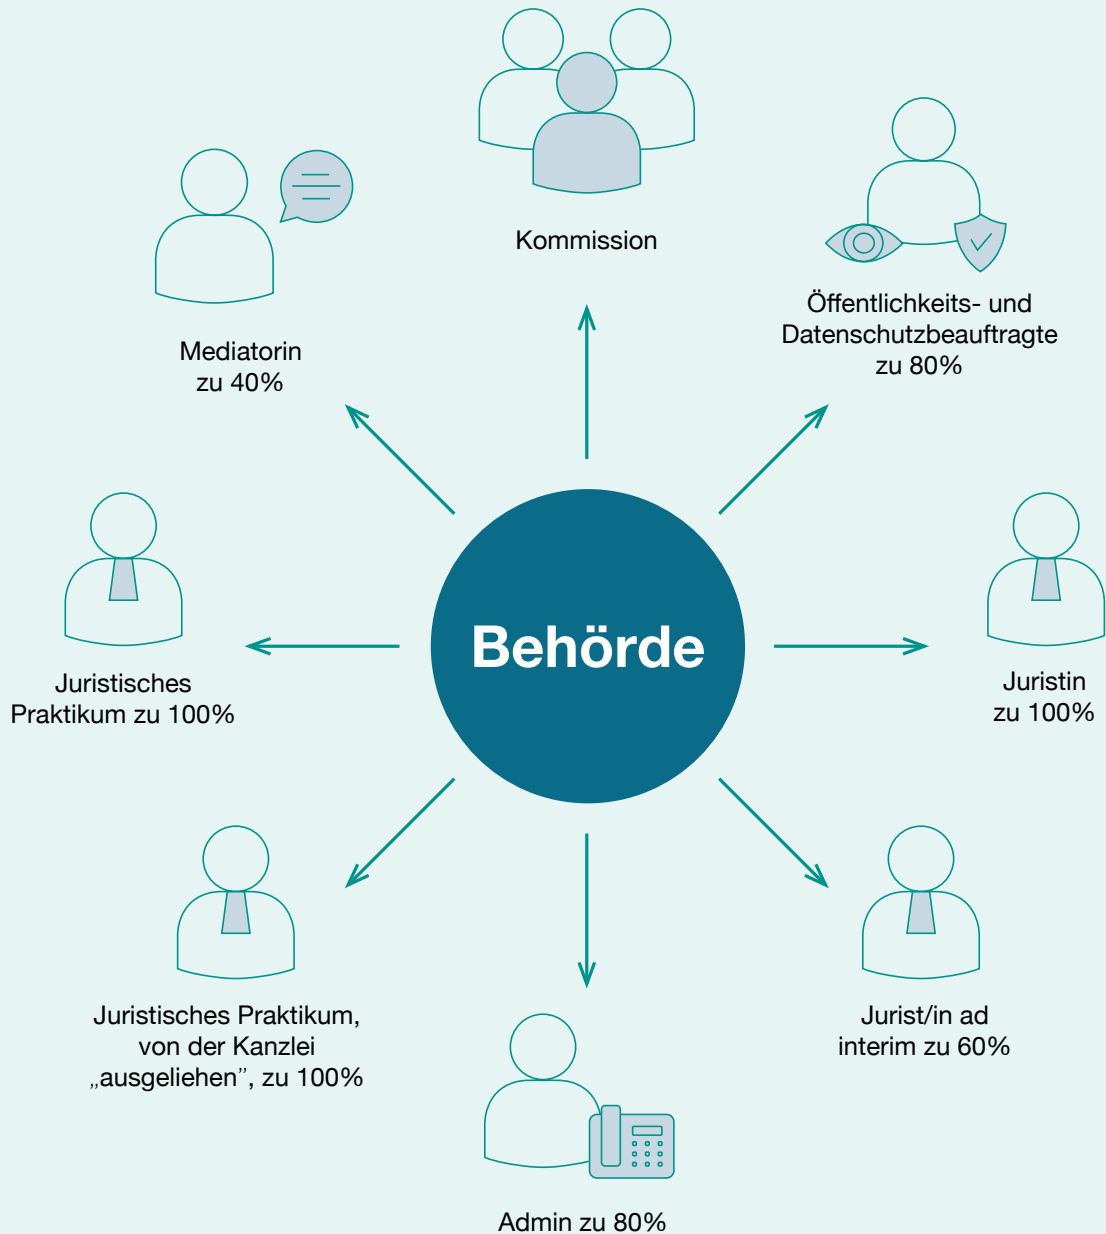 Kommission
Öffentlichkeits- und
Datenschutzbeauftragte
zu 80%
Mediatorin
zu 40%
Behörde
Juristisches
Praktikum zu 100%
Juristin
zu 100%
Juristisches Praktikum,
von der Kanzlei
„ausgeliehen”, zu 100%
Jurist/in ad
interim zu 60%
Admin zu 80%